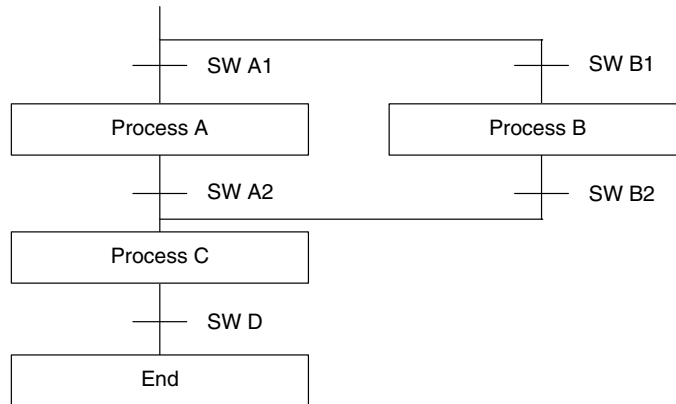 SW A1
SW B1
Process A
Process B
SW A2
SW B2
Process C
SW D
End